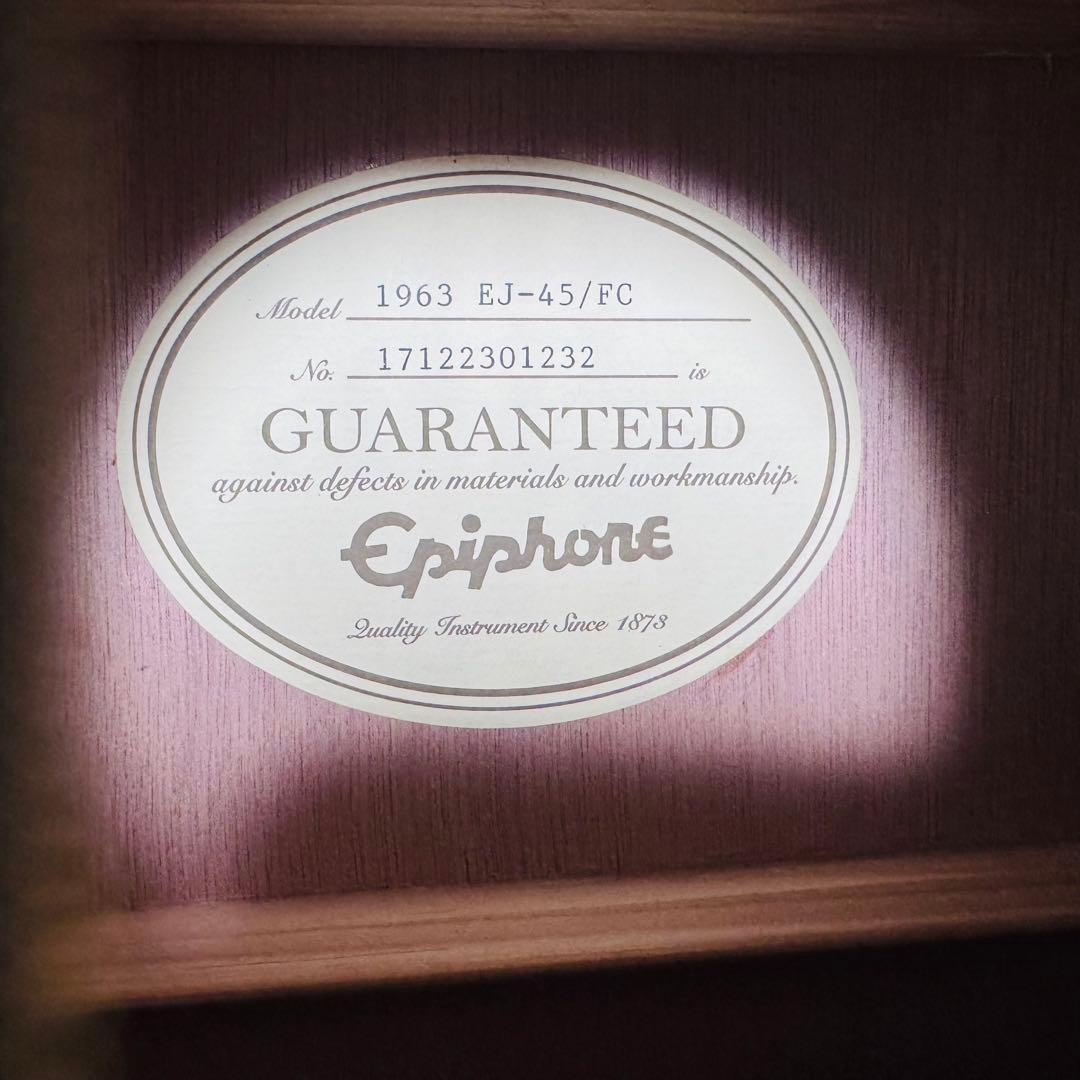 Model 1963 EJ-45/FC
No. 17122301232 is
GUARANTEED
against defects in materials and workmanship.
Epiphone
Quality Instrument Since 1873